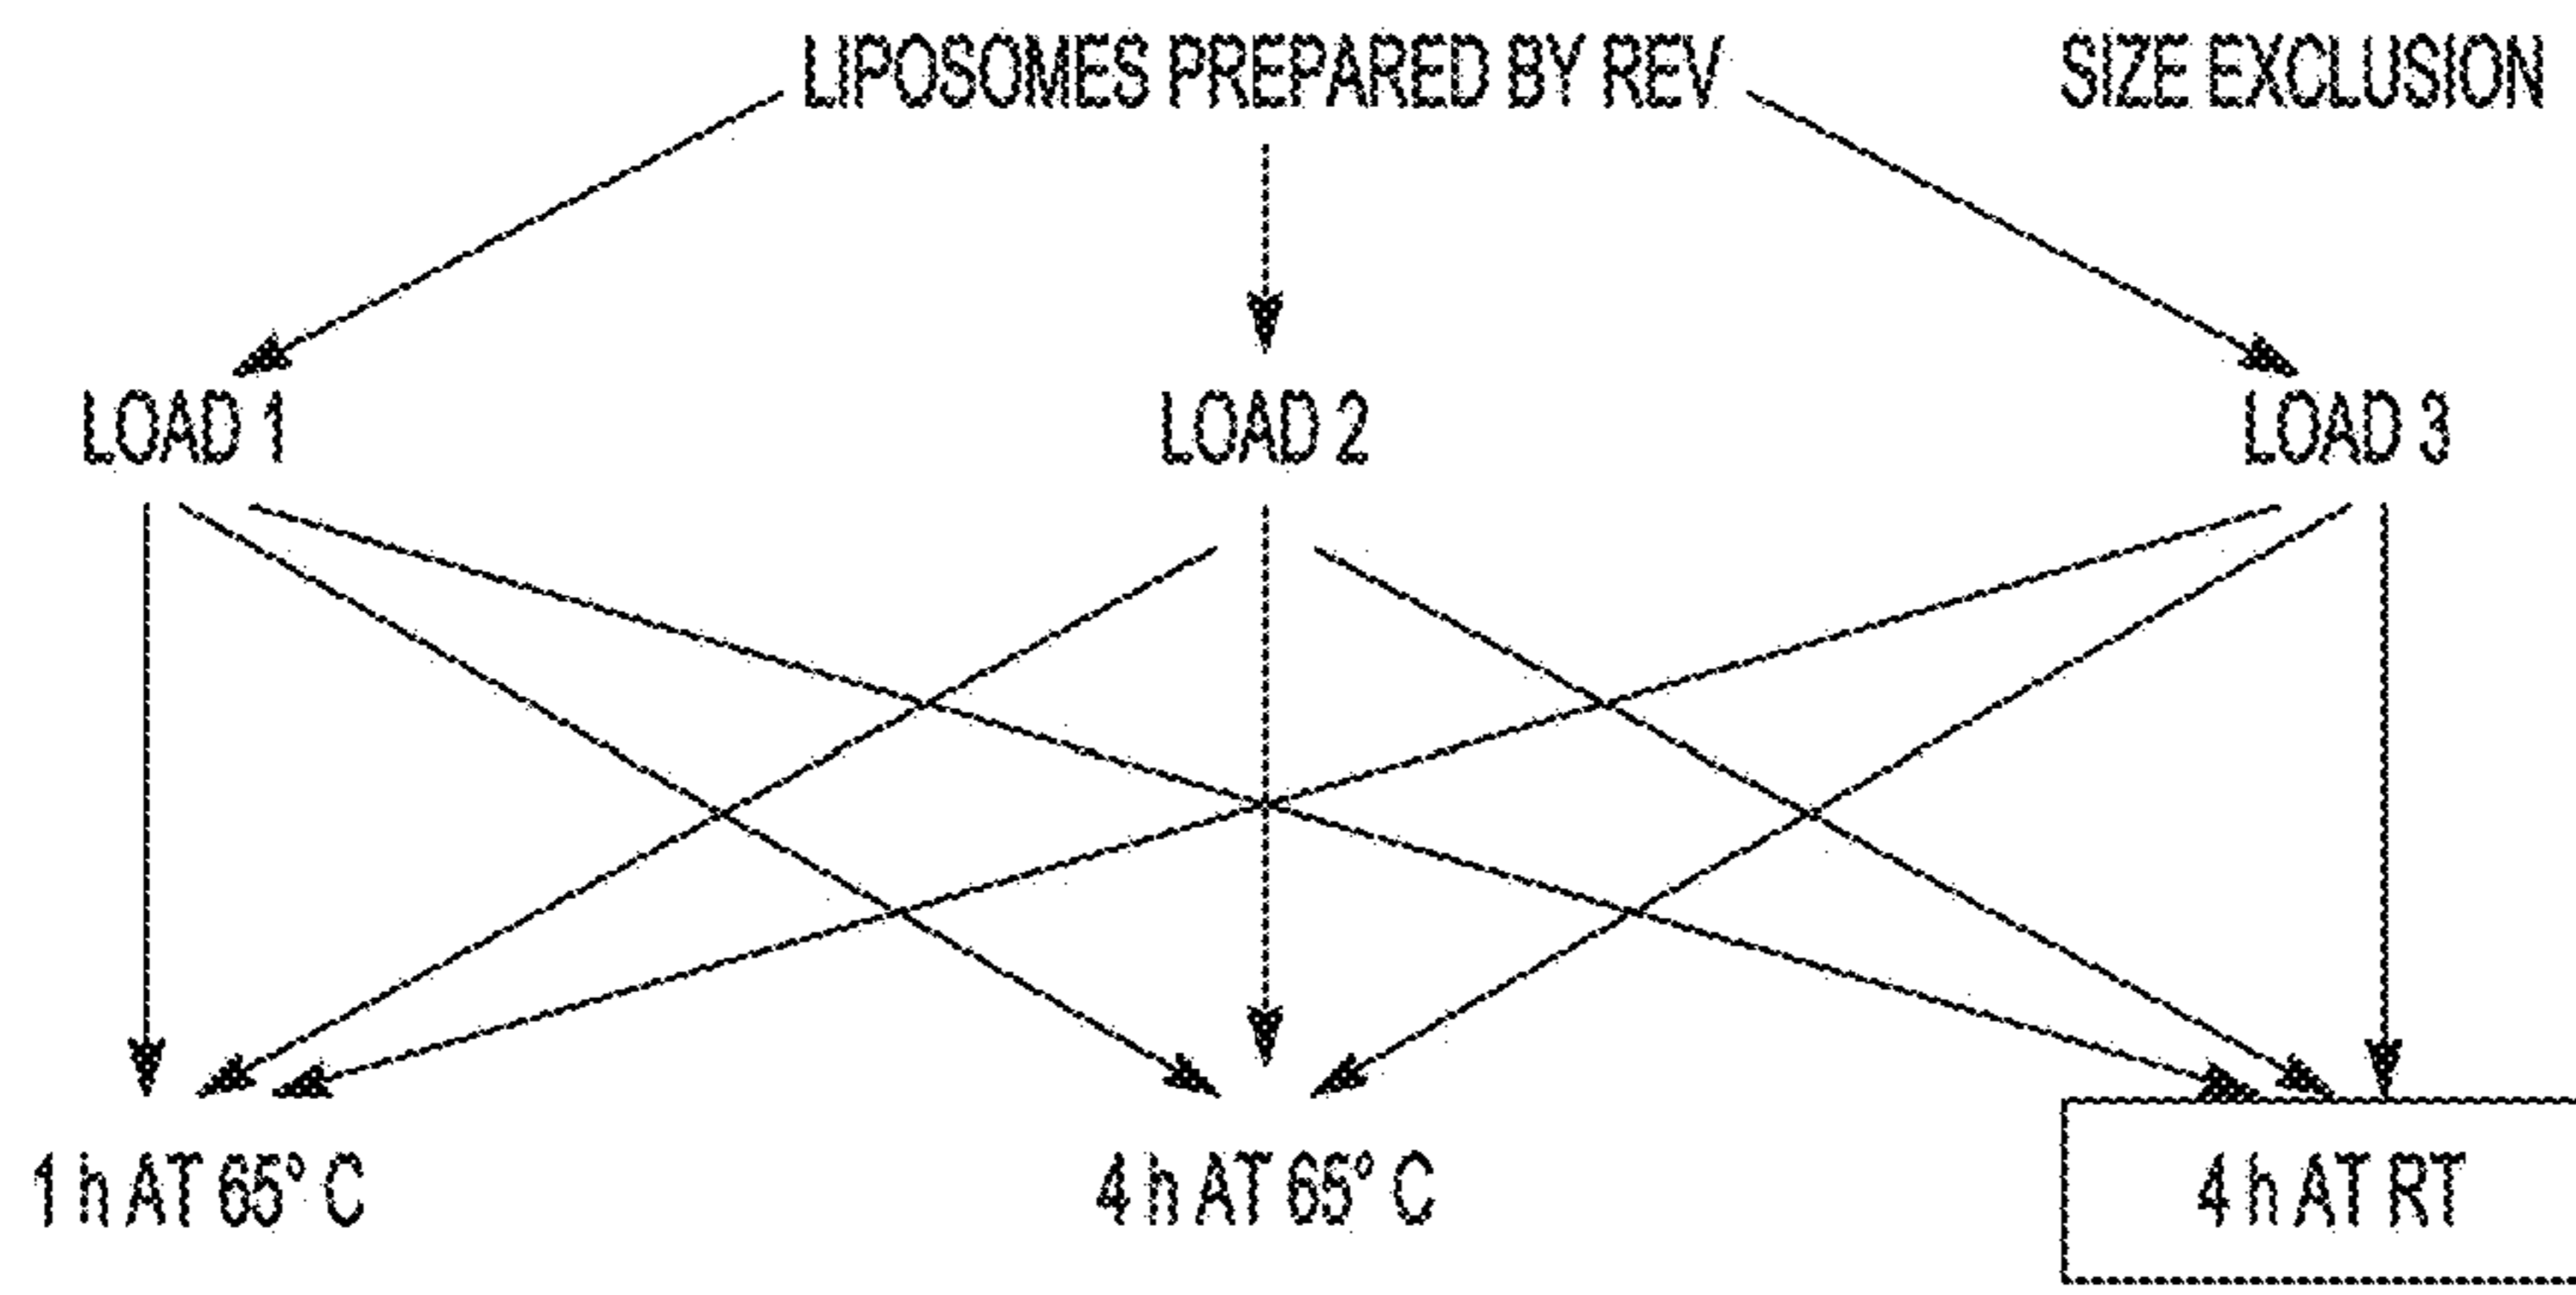 LIPOSOMES PREPARED BY REV
SIZE EXCLUSION
LOAD 1
LOAD 2
LOAD 3
1 h AT 65° C
4 h AT 65° C
4 h AT RT